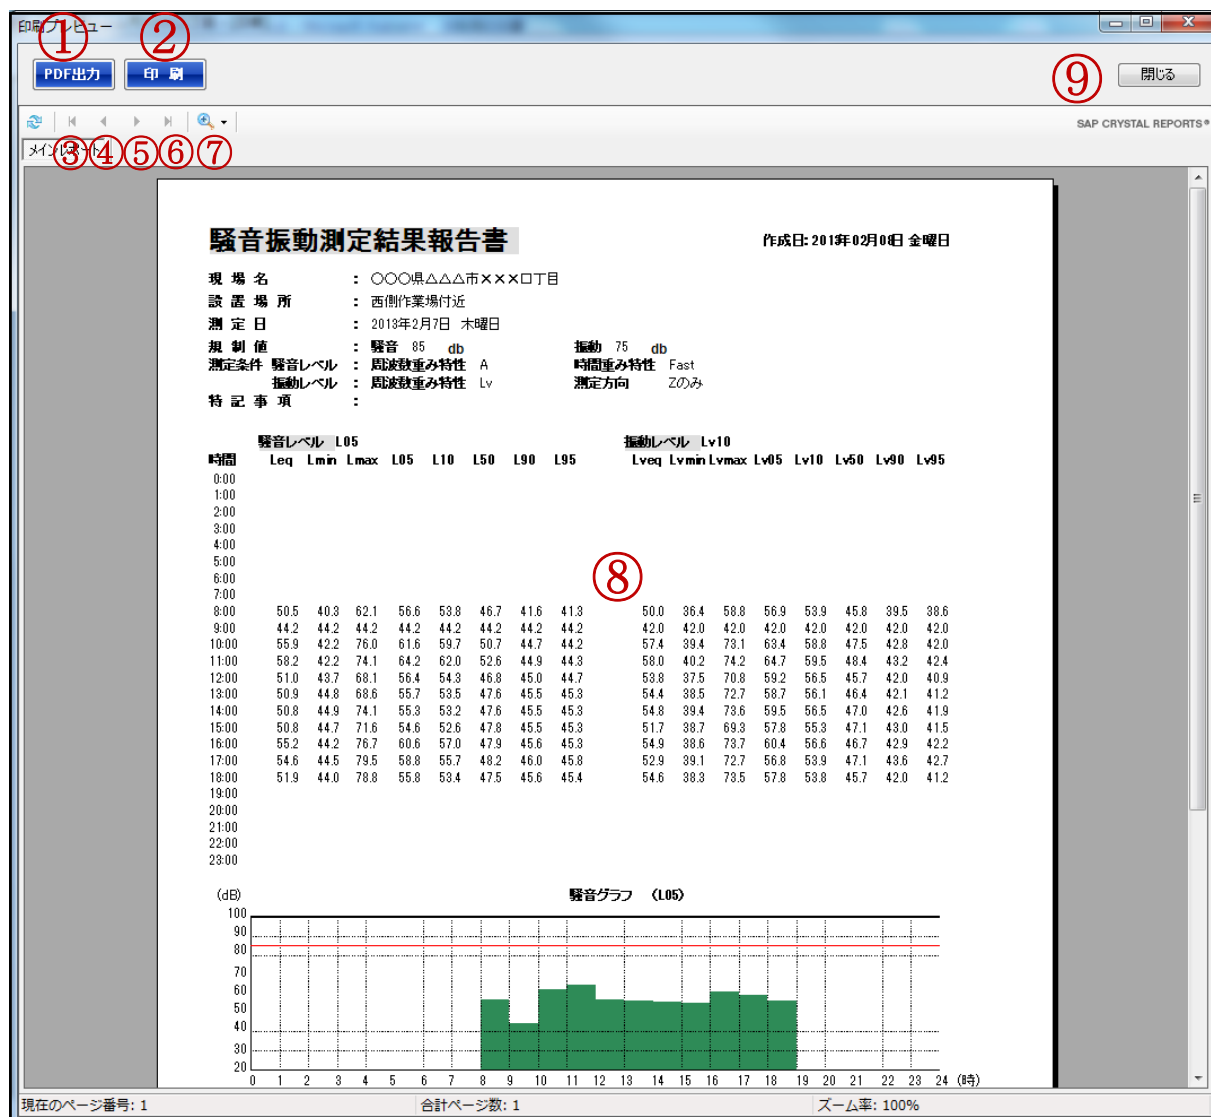 印刷プレビュー
① ②
PDF出力 印 刷 ⑨ 閉じる
SAP CRYSTAL REPORTS®
メインレポート ③ ④ ⑤ ⑥ ⑦
騒音振動測定結果報告書 作成日: 2013年02月08日 金曜日
現 場 名 : 〇〇〇県△△△市×××口丁目
設 置 場 所 : 西側作業場付近
測 定 日 : 2013年2月7日 木曜日
規 制 値 : 騒音 85 db 振動 75 db
測定条件 騒音レベル : 周波数重み特性 A 時間重み特性 Fast
振動レベル : 周波数重み特性 Lv 測定方向 Zのみ
特 記 事 項 :
騒音レベル L05 振動レベル Lv10
時間 Leq Lmin Lmax L05 L10 L50 L90 L95 Lveq Lvmin Lvmax Lv05 Lv10 Lv50 Lv90 Lv95
0:00
1:00
2:00
3:00
4:00
5:00
6:00
⑧
7:00
8:00 50.5 40.3 62.1 56.6 53.8 46.7 41.6 41.3 50.0 36.4 58.8 56.9 53.9 45.8 39.5 38.6
9:00 44.2 44.2 44.2 44.2 44.2 44.2 44.2 44.2 42.0 42.0 42.0 42.0 42.0 42.0 42.0 42.0
10:00 55.9 42.2 76.0 61.6 59.7 50.7 44.7 44.2 57.4 39.4 73.1 63.4 58.8 47.5 42.8 42.0
11:00 58.2 42.2 74.1 64.2 62.0 52.6 44.9 44.3 58.0 40.2 74.2 64.7 59.5 48.4 43.2 42.4
12:00 51.0 43.7 68.1 56.4 54.3 46.8 45.0 44.7 53.8 37.5 70.8 59.2 56.5 45.7 42.0 40.9
13:00 50.9 44.8 68.6 55.7 53.5 47.6 45.5 45.3 54.4 38.5 72.7 58.7 56.1 46.4 42.1 41.2
14:00 50.8 44.9 74.1 55.3 53.2 47.6 45.5 45.3 54.8 39.4 73.6 59.5 56.5 47.0 42.6 41.9
15:00 50.8 44.7 71.6 54.6 52.6 47.8 45.5 45.3 51.7 38.7 69.3 57.8 55.3 47.1 43.0 41.5
16:00 55.2 44.2 76.7 60.6 57.0 47.9 45.6 45.3 54.9 38.6 73.7 60.4 56.6 46.7 42.9 42.2
17:00 54.6 44.5 79.5 58.8 55.7 48.2 46.0 45.8 52.9 39.1 72.7 56.8 53.9 47.1 43.6 42.7
18:00 51.9 44.0 78.8 55.8 53.4 47.5 45.6 45.4 54.6 38.3 73.5 57.8 53.8 45.7 42.0 41.2
19:00
20:00
21:00
22:00
23:00
(dB) 騒音グラフ (L05)
100
90
80
70
60
50
40
30
20
0 1 2 3 4 5 6 7 8 9 10 11 12 13 14 15 16 17 18 19 20 21 22 23 24 (時)
現在のページ番号: 1 合計ページ数: 1 ズーム率: 100%